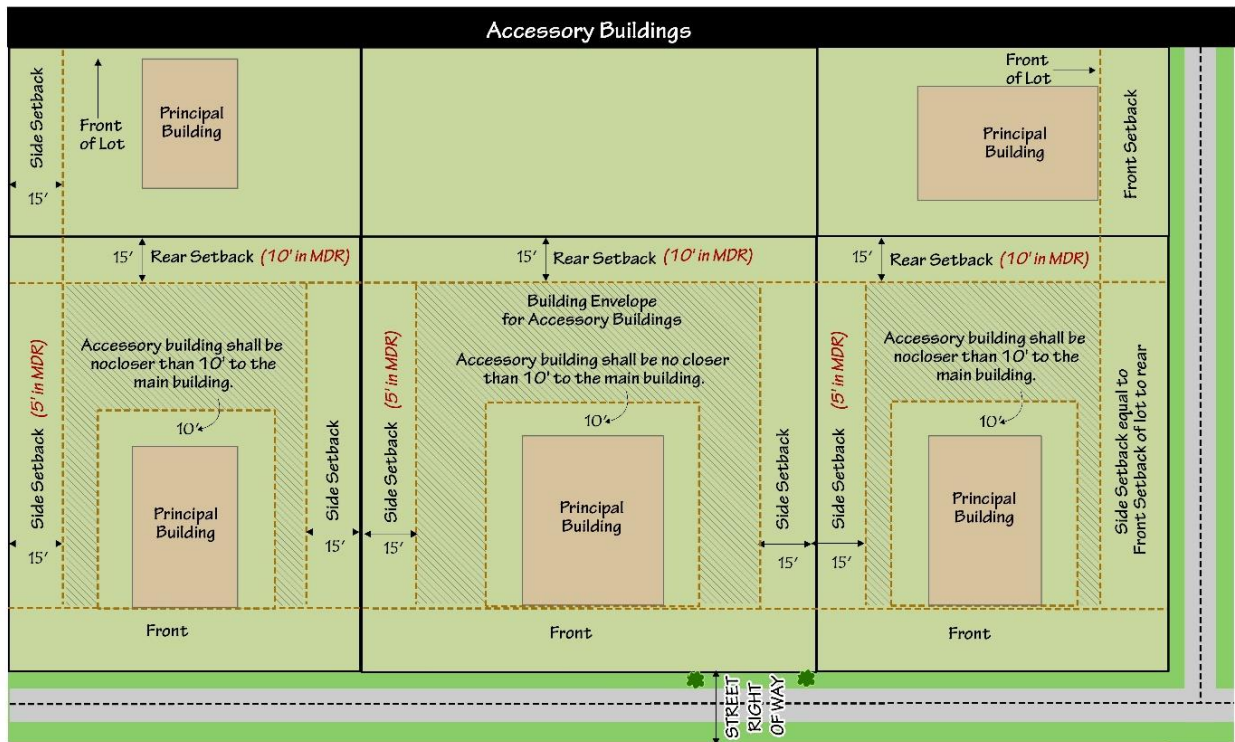 Accessory Buildings
Side Setback
15'
Front
of Lot
Principal
Building
Front
of Lot
Principal
Building
Front Setback
15'
Rear Setback (10' in MDR)
15'
Rear Setback (10' in MDR)
15'
Rear Setback (10' in MDR)
Side Setback (5' in MDR)
15'
Accessory building shall be
nocloser than 10' to the
main building.
10'
Principal
Building
Side Setback
15'
Front
Side Setback (5' in MDR)
15'
Building Envelope
for Accessory Buildings
Accessory building shall be no closer
than 10' to the main building.
10'
Principal
Building
Side Setback
15'
Front
Side Setback (5' in MDR)
15'
Accessory building shall be
nocloser than 10' to the
main building.
10'
Principal
Building
Side Setback equal to
Front Setback of lot to rear
Front
STREET
RIGHT
OF WAY